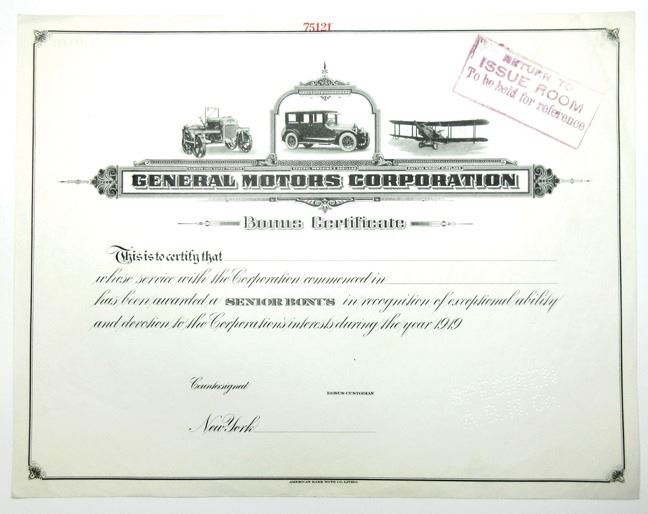 75121
RETURN TO
ISSUE ROOM
To be held for reference
GENERAL MOTORS CORPORATION
Bonus Certificate
This is to certify that
whose service with the Corporation commenced in
has been awarded a SENIOR BONUS in recognition of exceptional ability
and devotion to the Corporation's interests during the year 1919
Countersigned
BONUS CUSTODIAN
New York
AMERICAN BANK NOTE CO. LITHO.